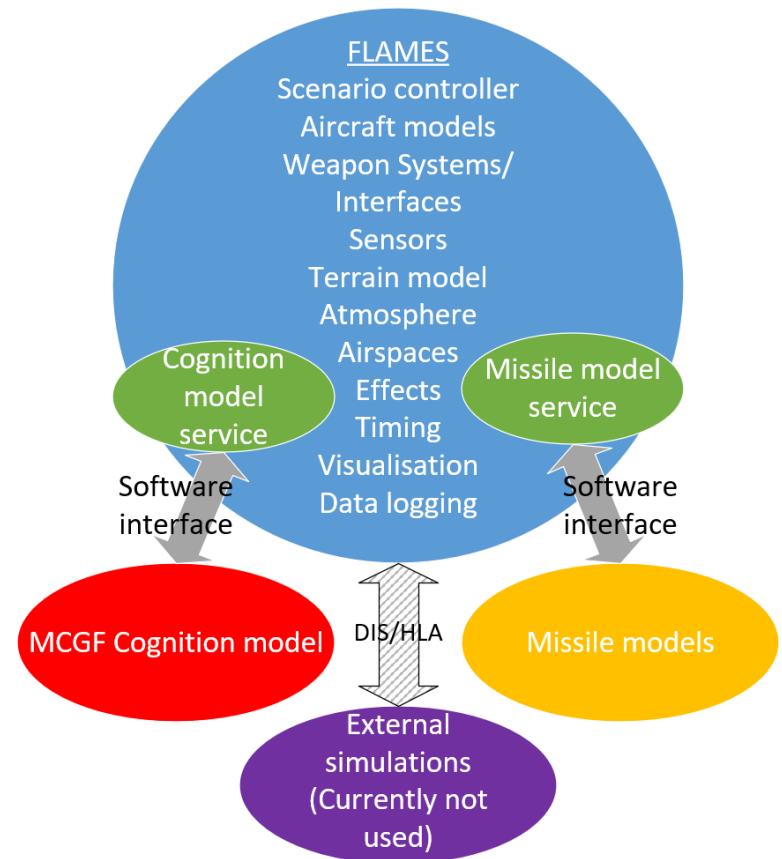 FLAMES
Scenario controller
Aircraft models
Weapon Systems/
Interfaces
Sensors
Terrain model
Atmosphere
Airspaces
Effects
Timing
Visualisation
Data logging
Cognition
model
service
Missile model
service
Software
interface
Software
interface
MCGF Cognition model
DIS/HLA
Missile models
External
simulations
(Currently not
used)